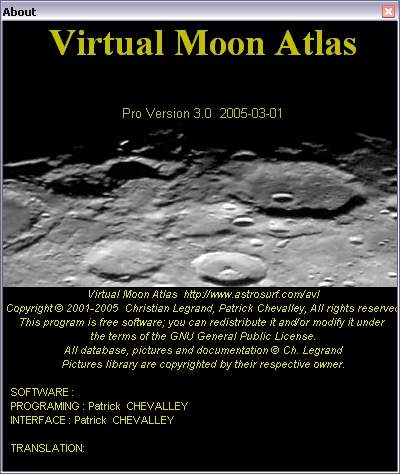 About
Virtual Moon Atlas
Pro Version 3.0 2005-03-01
Virtual Moon Atlas http://www.astrosurf.com/avl
Copyright © 2001-2005 Christian Legrand, Patrick Chevalley, All rights reserved
This program is free software; you can redistribute it and/or modify it under
the terms of the GNU General Public License.
All database, pictures and documentation © Ch. Legrand
Pictures library are copyrighted by their respective owner.
SOFTWARE :
PROGRAMING : Patrick CHEVALLEY
INTERFACE : Patrick CHEVALLEY
TRANSLATION: